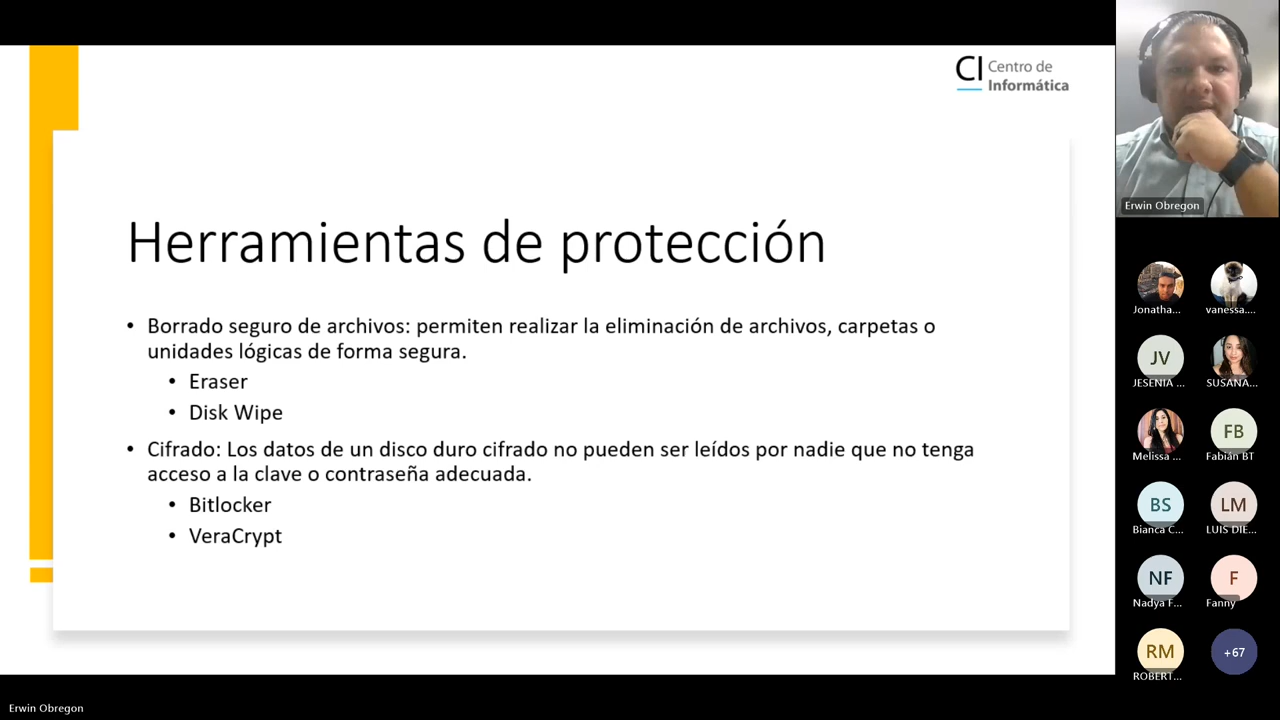 CI Centro de
Informática
Herramientas de protección
• Borrado seguro de archivos: permiten realizar la eliminación de archivos, carpetas o
unidades lógicas de forma segura.
• Eraser
• Disk Wipe
• Cifrado: Los datos de un disco duro cifrado no pueden ser leídos por nadie que no tenga
acceso a la clave o contraseña adecuada.
• Bitlocker
• VeraCrypt
Erwin Obregon
Jonatha...
vanessa....
JV
JESENIA ...
SUSANA...
Melissa ...
FB
Fabián BT
BS
Bianca C...
LM
LUIS DIE...
NF
Nadya F...
F
Fanny
RM
ROBERT...
+67
Erwin Obregon